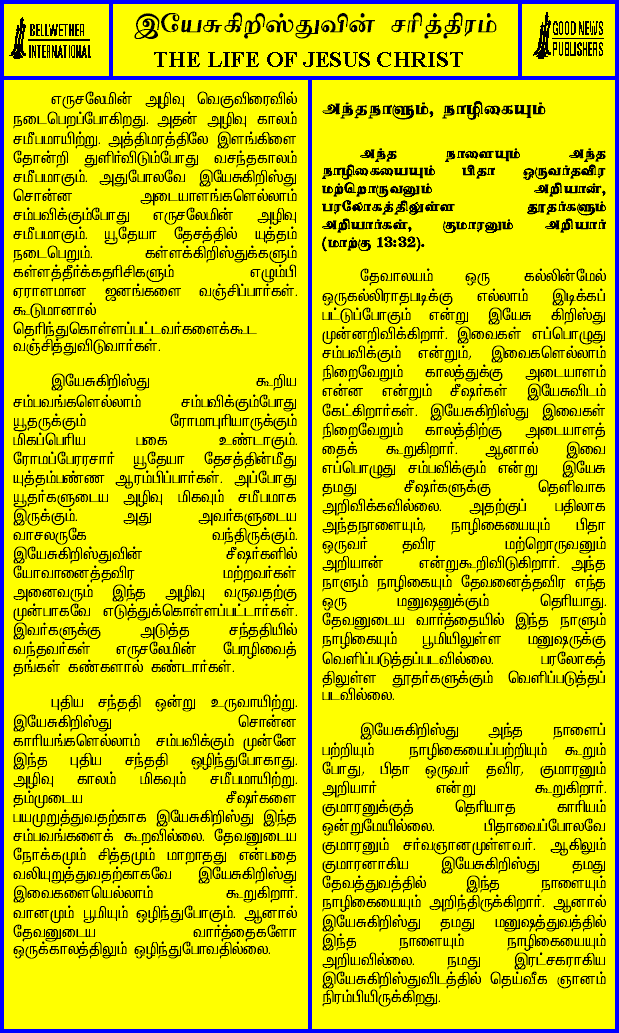 BELLWETHER
INTERNATIONAL
இயேசுகிறிஸ்துவின் சரித்திரம்
THE LIFE OF JESUS CHRIST
GOOD NEWS
PUBLISHERS
எருசலேமின் அழிவு வெகுவிரைவில்
நடைபெறப்போகிறது. அதன் அழிவு காலம்
சமீபமாயிற்று. அத்திமரத்திலே இளங்கிளை
தோன்றி துளிர்விடும்போது வசந்தகாலம்
சமீபமாகும். அதுபோலவே இயேசுகிறிஸ்து
சொன்ன அடையாளங்களெல்லாம்
சம்பவிக்கும்போது எருசலேமின் அழிவு
சமீபமாகும். யூதேயா தேசத்தில் யுத்தம்
நடைபெறும். கள்ளக்கிறிஸ்துக்களும்
கள்ளத்தீர்க்கதரிசிகளும் எழும்பி
ஏராளமான ஜனங்களை வஞ்சிப்பார்கள்.
கூடுமானால்
தெரிந்துகொள்ளப்பட்டவர்களைக்கூட
வஞ்சித்துவிடுவார்கள்.
இயேசுகிறிஸ்து கூறிய
சம்பவங்களெல்லாம் சம்பவிக்கும்போது
யூதருக்கும் ரோமாபுரியாருக்கும்
மிகப்பெரிய பகை உண்டாகும்.
ரோமப்பேரரசார் யூதேயா தேசத்தின்மீது
யுத்தம்பண்ண ஆரம்பிப்பார்கள். அப்போது
யூதர்களுடைய அழிவு மிகவும் சமீபமாக
இருக்கும். அது அவர்களுடைய
வாசலருகே வந்திருக்கும்.
இயேசுகிறிஸ்துவின் சீஷர்களில்
யோவானைத்தவிர மற்றவர்கள்
அனைவரும் இந்த அழிவு வருவதற்கு
முன்பாகவே எடுத்துக்கொள்ளப்பட்டார்கள்.
இவர்களுக்கு அடுத்த சந்ததியில்
வந்தவர்கள் எருசலேமின் பேரழிவைத்
தங்கள் கண்களால் கண்டார்கள்.
புதிய சந்ததி ஒன்று உருவாயிற்று.
இயேசுகிறிஸ்து சொன்ன
காரியங்களெல்லாம் சம்பவிக்கும் முன்னே
இந்த புதிய சந்ததி ஒழிந்துபோகாது.
அழிவு காலம் மிகவும் சமீபமாயிற்று.
தம்முடைய சீஷர்களை
பயமுறுத்துவதற்காக இயேசுகிறிஸ்து இந்த
சம்பவங்களைக் கூறவில்லை. தேவனுடைய
நோக்கமும் சித்தமும் மாறாதது என்பதை
வலியுறுத்துவதற்காகவே இயேசுகிறிஸ்து
இவைகளையெல்லாம் கூறுகிறார்.
வானமும் பூமியும் ஒழிந்துபோகும். ஆனால்
தேவனுடைய வார்த்தைகளோ
ஒருக்காலத்திலும் ஒழிந்துபோவதில்லை.
அந்தநாளும், நாழிகையும்
அந்த நாளையும் அந்த
நாழிகையையும் பிதா ஒருவர்தவிர
மற்றொருவனும் அறியான்,
பரலோகத்திலுள்ள தூதர்களும்
அறியார்கள், குமாரனும் அறியார்
(மாற்கு 13:32).
தேவாலயம் ஒரு கல்லின்மேல்
ஒருகல்லிராதபடிக்கு எல்லாம் இடிக்கப்
பட்டுப்போகும் என்று இயேசு கிறிஸ்து
முன்னறிவிக்கிறார். இவைகள் எப்பொழுது
சம்பவிக்கும் என்றும், இவைகளெல்லாம்
நிறைவேறும் காலத்துக்கு அடையாளம்
என்ன என்றும் சீஷர்கள் இயேசுவிடம்
கேட்கிறார்கள். இயேசுகிறிஸ்து இவைகள்
நிறைவேறும் காலத்திற்கு அடையாளத்
தைக் கூறுகிறார். ஆனால் இவை
எப்பொழுது சம்பவிக்கும் என்று இயேசு
தமது சீஷர்களுக்கு தெளிவாக
அறிவிக்கவில்லை. அதற்குப் பதிலாக
அந்தநாளையும், நாழிகையையும் பிதா
ஒருவர் தவிர மற்றொருவனும்
அறியான் என்றுகூறிவிடுகிறார். அந்த
நாளும் நாழிகையும் தேவனைத்தவிர எந்த
ஒரு மனுஷனுக்கும் தெரியாது.
தேவனுடைய வார்த்தையில் இந்த நாளும்
நாழிகையும் பூமியிலுள்ள மனுஷருக்கு
வெளிப்படுத்தப்படவில்லை. பரலோகத்
திலுள்ள தூதர்களுக்கும் வெளிப்படுத்தப்
படவில்லை.
இயேசுகிறிஸ்து அந்த நாளைப்
பற்றியும் நாழிகையைப்பற்றியும் கூறும்
போது, பிதா ஒருவர் தவிர, குமாரனும்
அறியார் என்று கூறுகிறார்.
குமாரனுக்குத் தெரியாத காரியம்
ஒன்றுமேயில்லை. பிதாவைப்போலவே
குமாரனும் சர்வஞானமுள்ளவர். ஆகிலும்
குமாரனாகிய இயேசுகிறிஸ்து தமது
தேவத்துவத்தில் இந்த நாளையும்
நாழிகையையும் அறிந்திருக்கிறார். ஆனால்
இயேசுகிறிஸ்து தமது மனுஷத்துவத்தில்
இந்த நாளையும் நாழிகையையும்
அறியவில்லை. நமது இரட்சகராகிய
இயேசுகிறிஸ்துவிடத்தில் தெய்வீக ஞானம்
நிரம்பியிருக்கிறது.